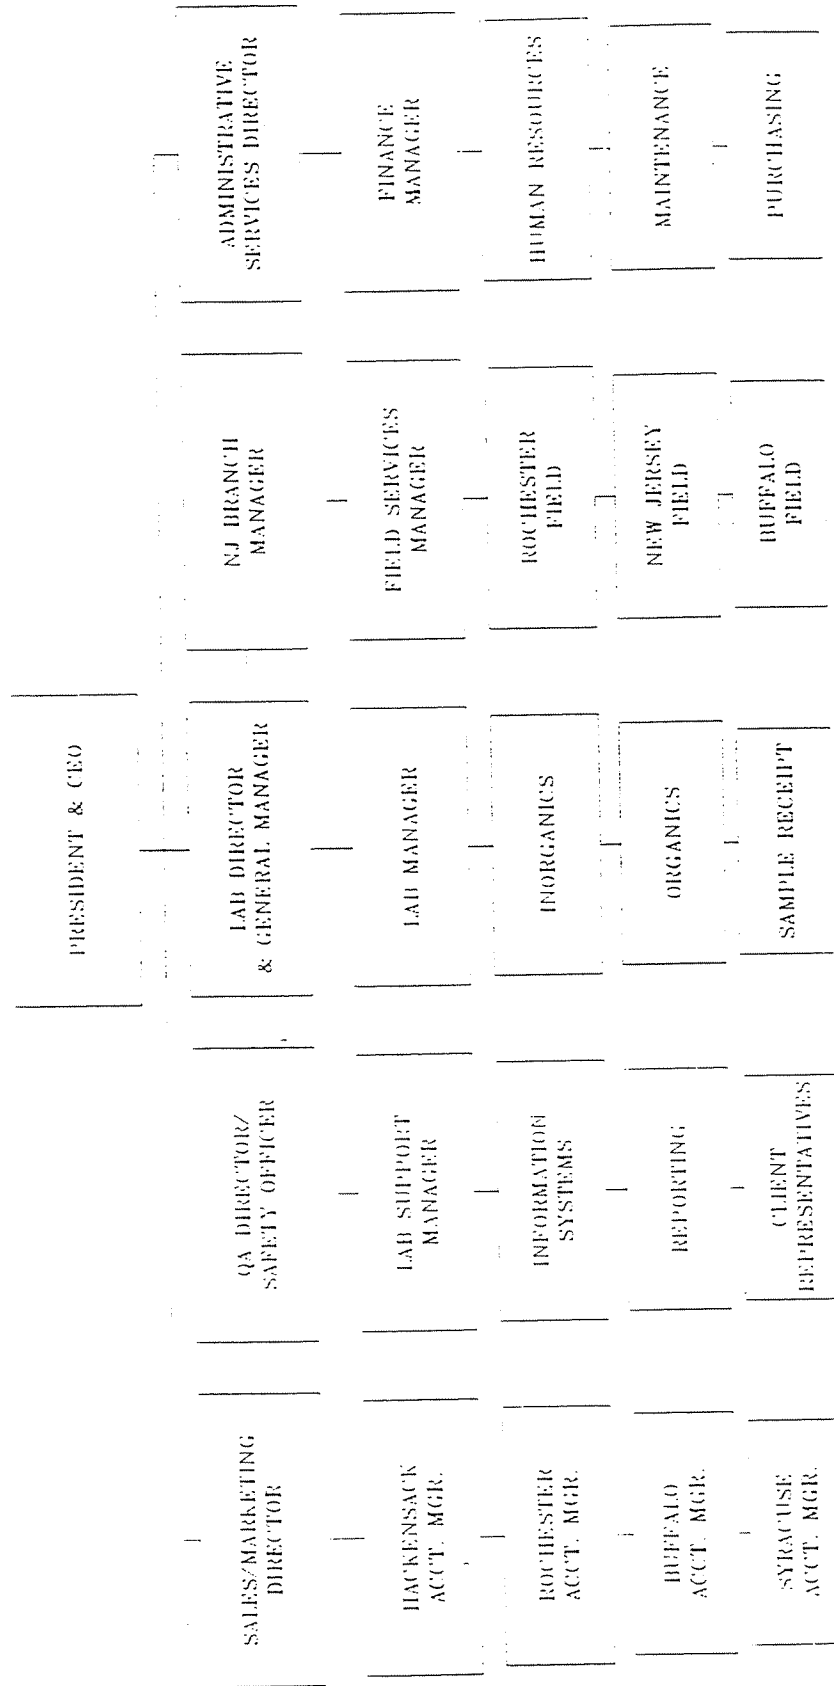 PRESIDENT & CEO
SALES/MARKETING
DIRECTOR
QA DIRECTOR/
SAFETY OFFICER
LAB DIRECTOR
& GENERAL MANAGER
NJ BRANCH
MANAGER
ADMINISTRATIVE
SERVICES DIRECTOR
HACKENSACK
ACCT. MGR.
LAB SUPPORT
MANAGER
LAB MANAGER
FIELD SERVICES
MANAGER
FINANCE
MANAGER
ROCHESTER
ACCT. MGR.
INFORMATION
SYSTEMS
INORGANICS
ROCHESTER
FIELD
HUMAN RESOURCES
BUFFALO
ACCT. MGR.
REPORTING
ORGANICS
NEW JERSEY
FIELD
MAINTENANCE
SYRACUSE
ACCT. MGR.
CLIENT
REPRESENTATIVES
SAMPLE RECEIPT
BUFFALO
FIELD
PURCHASING